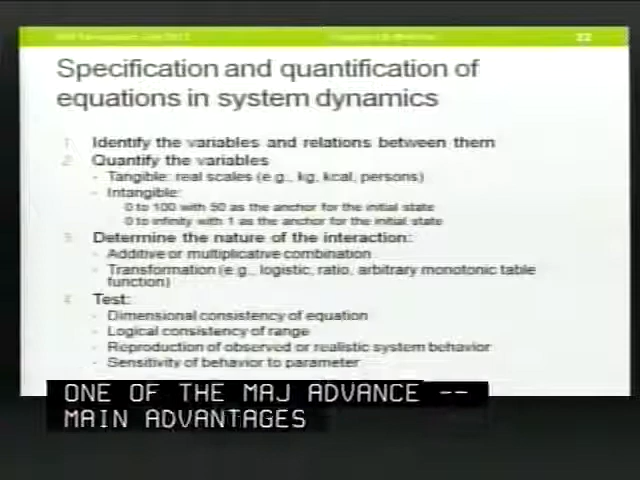 22
Specification and quantification of
equations in system dynamics
1. Identify the variables and relations between them
2. Quantify the variables
- Tangible: real scales (e.g., kg, kcal, persons)
- Intangible:
0 to 100 with 50 as the anchor for the initial state
0 to infinity with 1 as the anchor for the initial state
3. Determine the nature of the interaction:
- Additive or multiplicative combination
- Transformation (e.g., logistic, ratio, arbitrary monotonic table
function)
4. Test:
- Dimensional consistency of equation
- Logical consistency of range
- Reproduction of observed or realistic system behavior
- Sensitivity of behavior to parameter
ONE OF THE MAJ ADVANCE --
MAIN ADVANTAGES